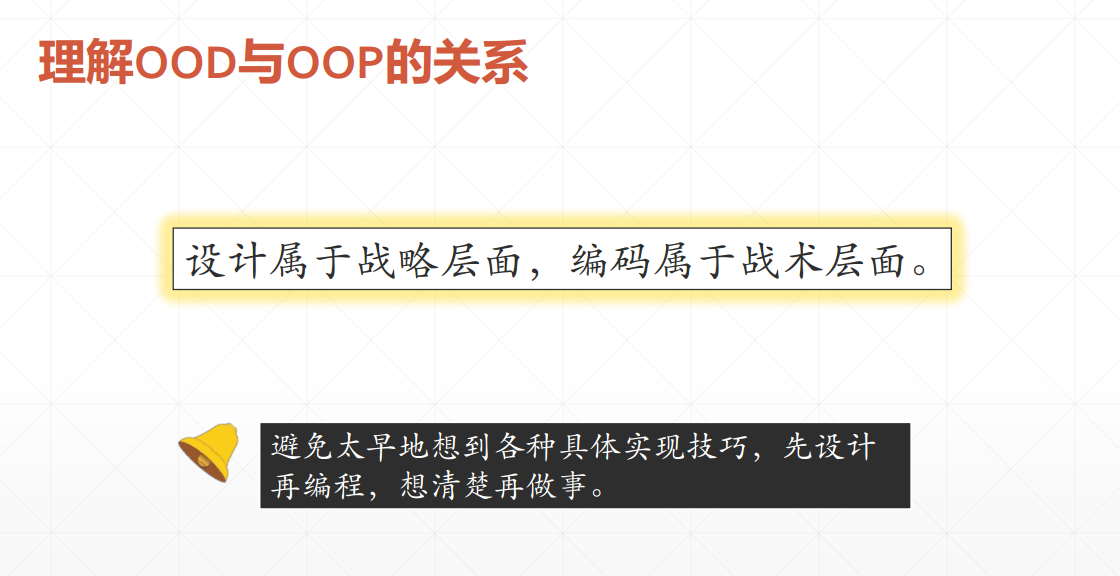 理解OOD与OOP的关系
设计属于战略层面，编码属于战术层面。
避免太早地想到各种具体实现技巧，先设计
再编程，想清楚再做事。